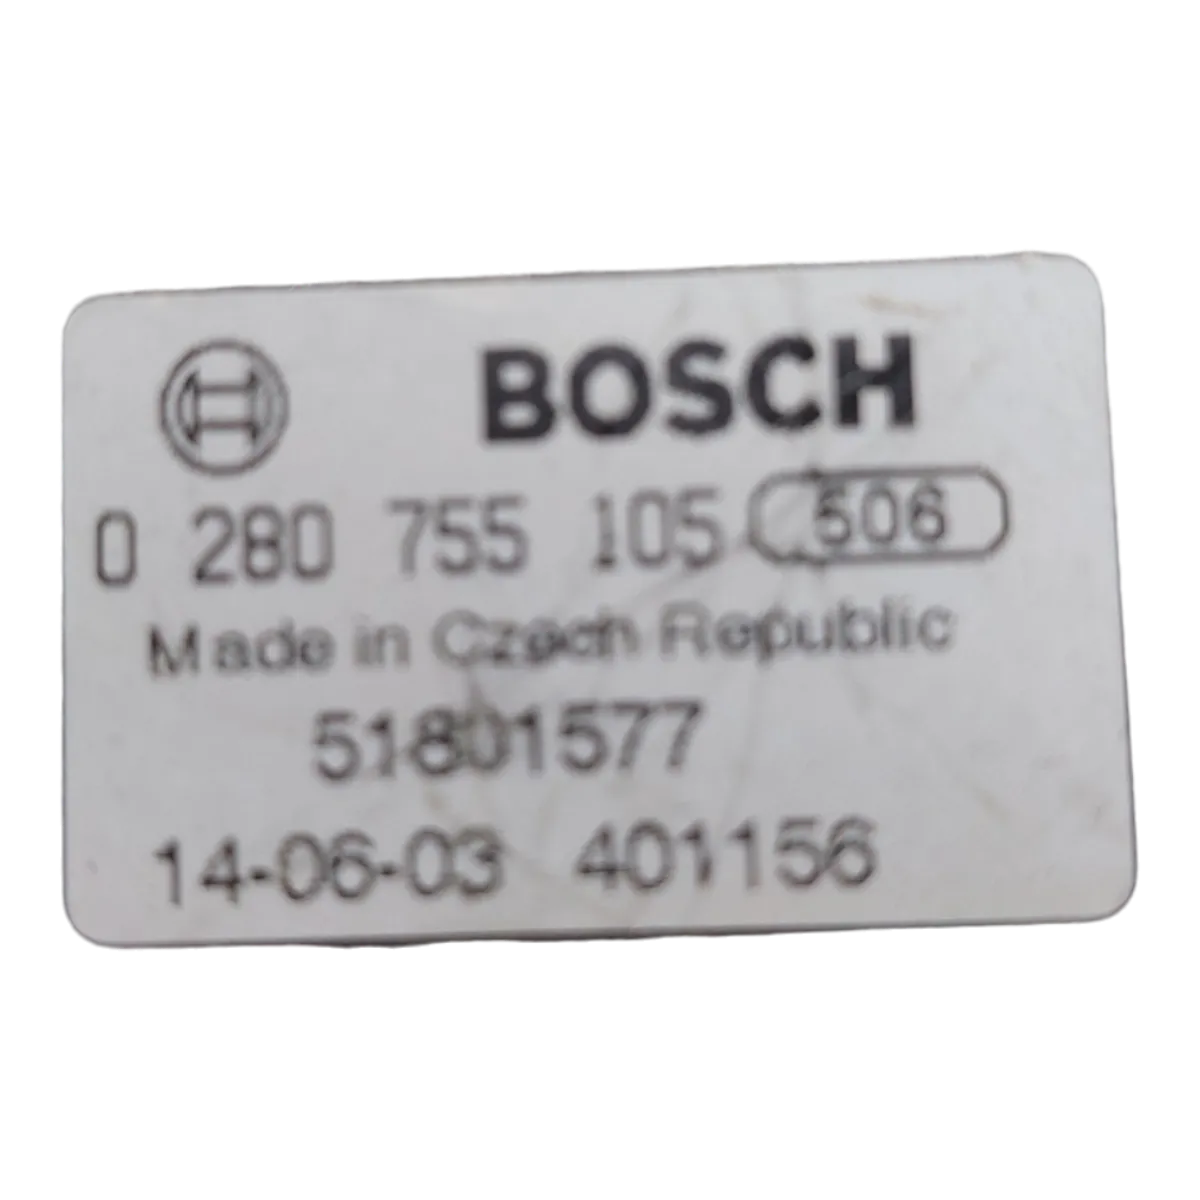 BOSCH
0 280 755 105 506
Made in Czech Republic
51801577
14-06-03 401156